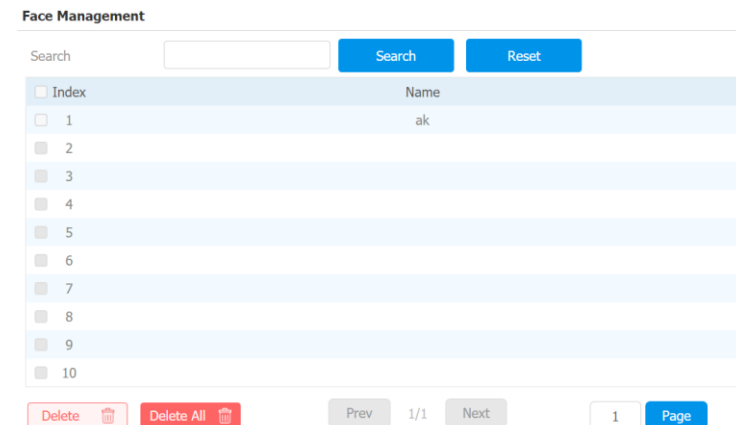 Face Management
Search Search Reset
Index Name
1 ak
2
3
4
5
6
7
8
9
10
Delete Delete All Prev 1/1 Next 1 Page